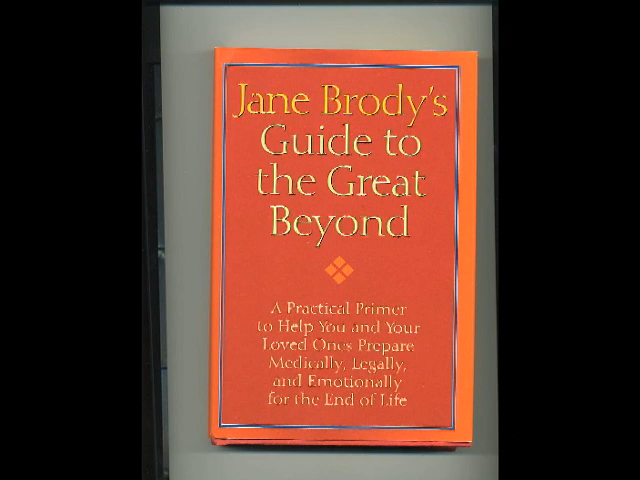 Jane Brody's
Guide to
the Great
Beyond
A Practical Primer
to Help You and Your
Loved Ones Prepare
Medically, Legally,
and Emotionally
for the End of Life